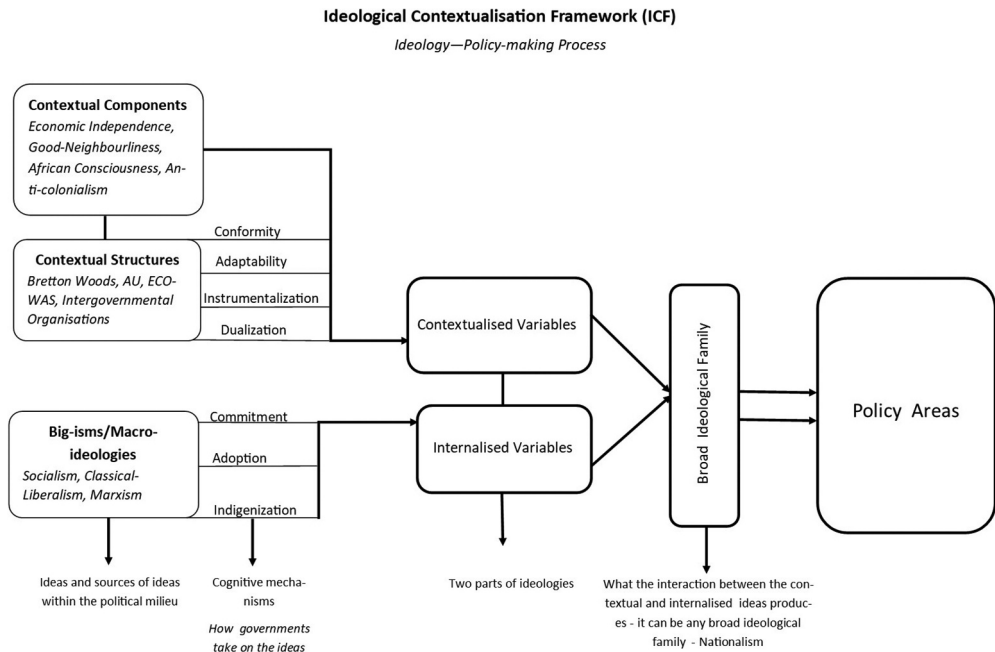 Ideological Contextualisation Framework (ICF)
Ideology—Policy-making Process
Contextual Components
Economic Independence,
Good-Neighbourliness,
African Consciousness, An-
ti-colonialism
Contextual Structures
Bretton Woods, AU, ECO-
WAS, Intergovernmental
Organisations
Conformity
Adaptability
Instrumentalization
Dualization
Big-isms/Macro-
ideologies
Socialism, Classical-
Liberalism, Marxism
Commitment
Adoption
Indigenization
Contextualised Variables
Internalised Variables
Broad Ideological Family
Policy Areas
Ideas and sources of ideas
within the political milieu
Cognitive mecha-
nisms
How governments
take on the ideas
Two parts of ideologies
What the interaction between the con-
textual and internalised ideas produc-
es - it can be any broad ideological
family - Nationalism